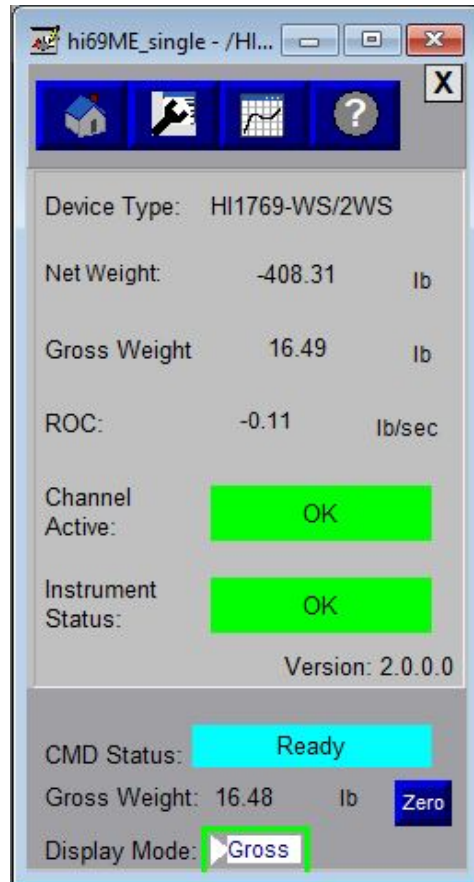 hi69ME_single - /HI...
X
?
Device Type: HI1769-WS/2WS
Net Weight: -408.31 lb
Gross Weight 16.49 lb
ROC: -0.11 lb/sec
Channel
Active: OK
Instrument
Status: OK
Version: 2.0.0.0
CMD Status: Ready
Gross Weight: 16.48 lb Zero
Display Mode: Gross